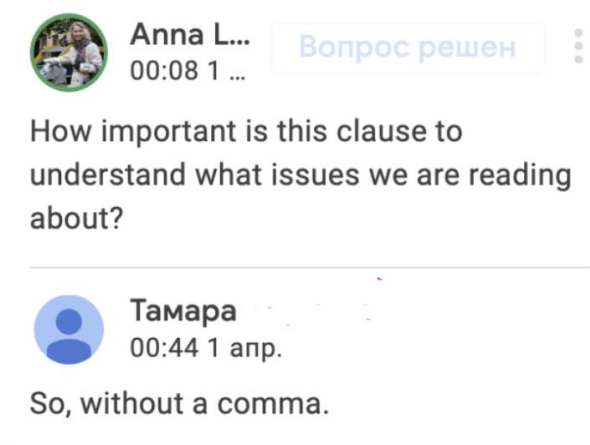 Anna L...
Вопрос решен
00:08 1 ...
How important is this clause to
understand what issues we are reading
about?
Тамара
00:44 1 апр.
So, without a comma.